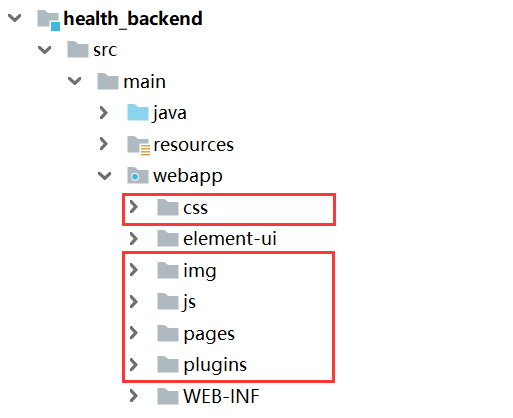 health_backend
src
main
java
resources
webapp
css
element-ui
img
js
pages
plugins
WEB-INF